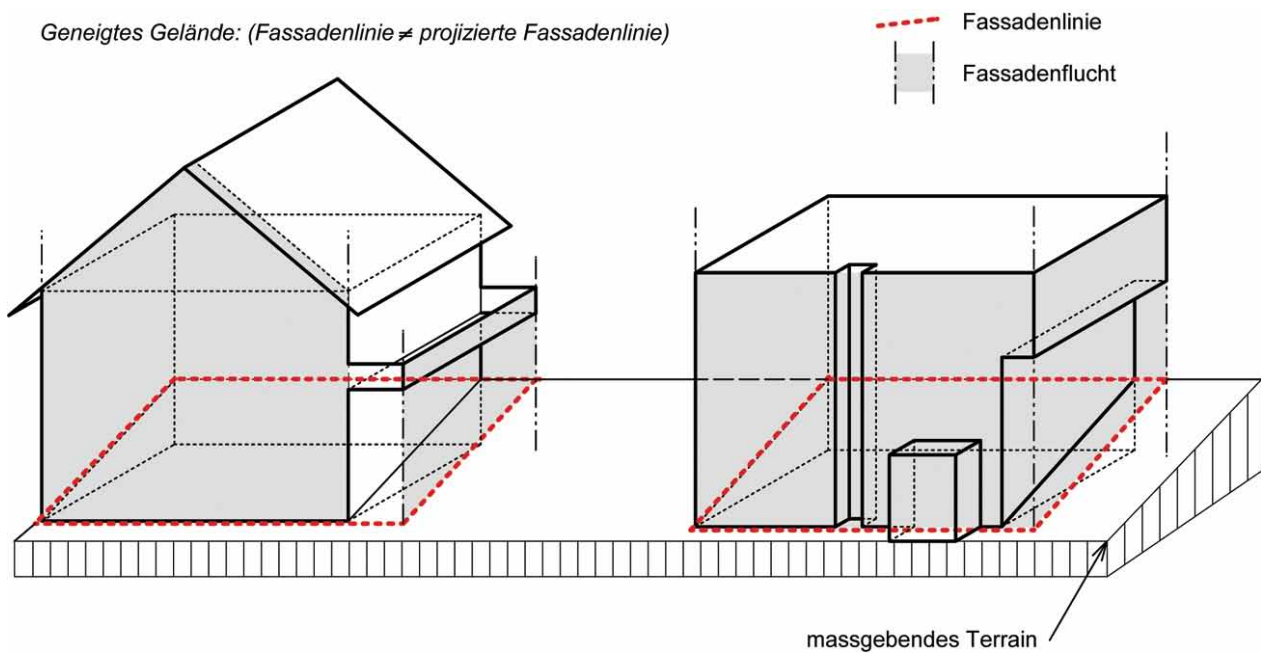 Geneigtes Gelände: (Fassadenlinie ≠ projizierte Fassadenlinie)
Fassadenlinie
Fassadenflucht
massgebendes Terrain